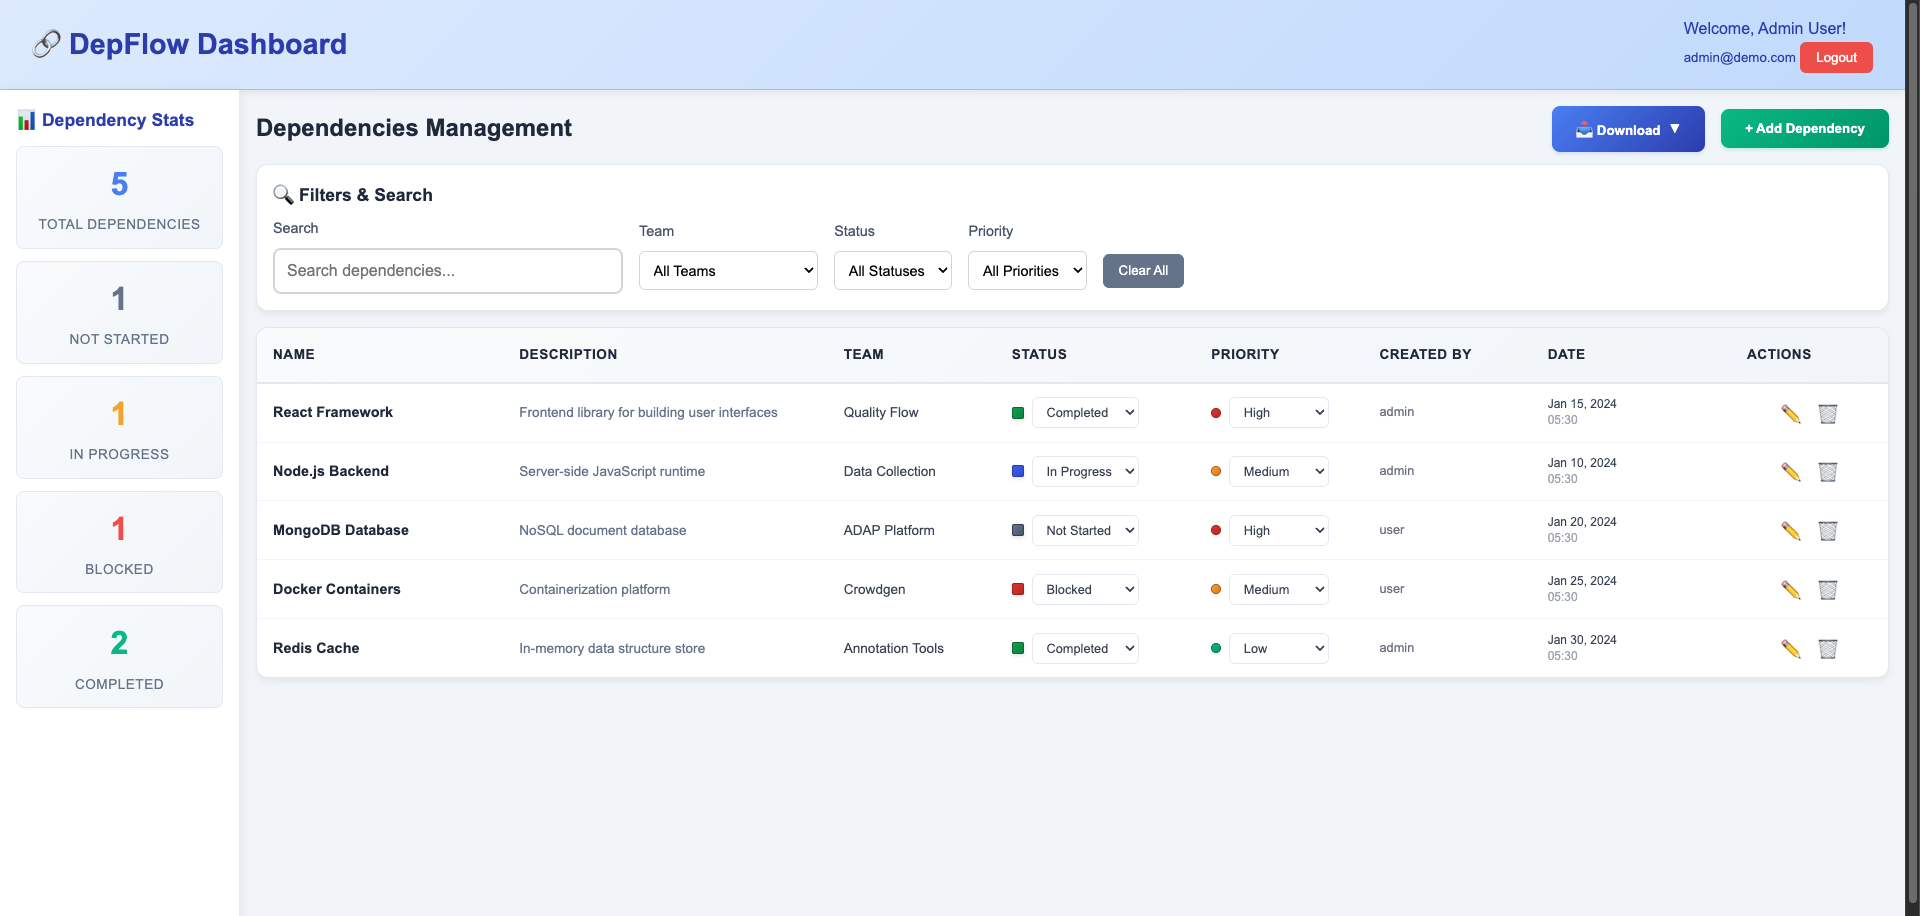 DepFlow Dashboard
Welcome, Admin User!
admin@demo.com Logout
Dependency Stats
5
TOTAL DEPENDENCIES
1
NOT STARTED
1
IN PROGRESS
1
BLOCKED
2
COMPLETED
Dependencies Management
Download ▼
+ Add Dependency
Filters & Search
Search
Search dependencies...
Team
All Teams
Status
All Statuses
Priority
All Priorities
Clear All
NAME DESCRIPTION TEAM STATUS PRIORITY CREATED BY DATE ACTIONS
React Framework Frontend library for building user interfaces Quality Flow Completed High admin Jan 15, 2024
05:30
Node.js Backend Server-side JavaScript runtime Data Collection In Progress Medium admin Jan 10, 2024
05:30
MongoDB Database NoSQL document database ADAP Platform Not Started High user Jan 20, 2024
05:30
Docker Containers Containerization platform Crowdgen Blocked Medium user Jan 25, 2024
05:30
Redis Cache In-memory data structure store Annotation Tools Completed Low admin Jan 30, 2024
05:30